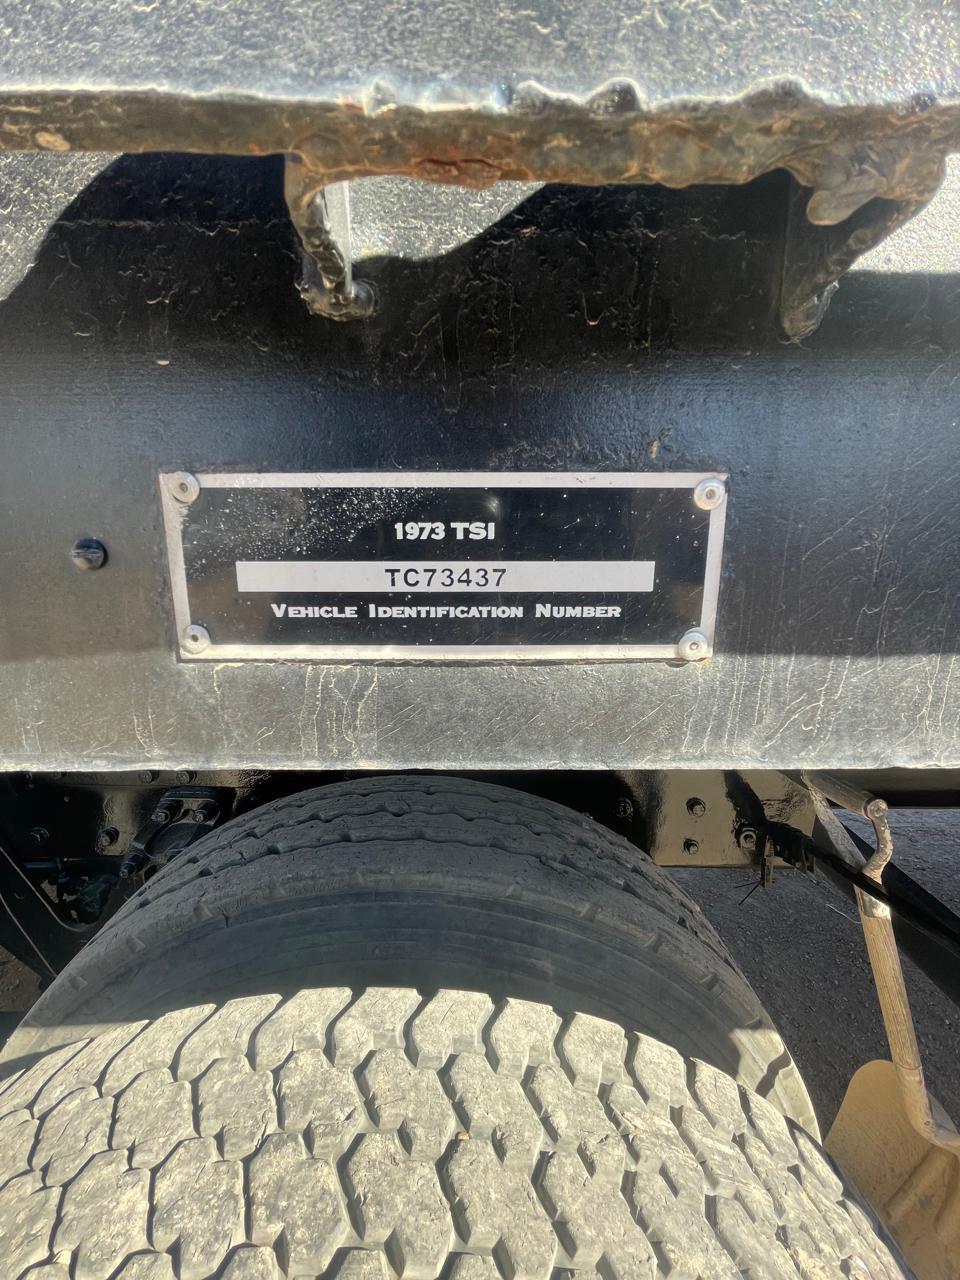 1973 TSI
TC73437
VEHICLE IDENTIFICATION NUMBER